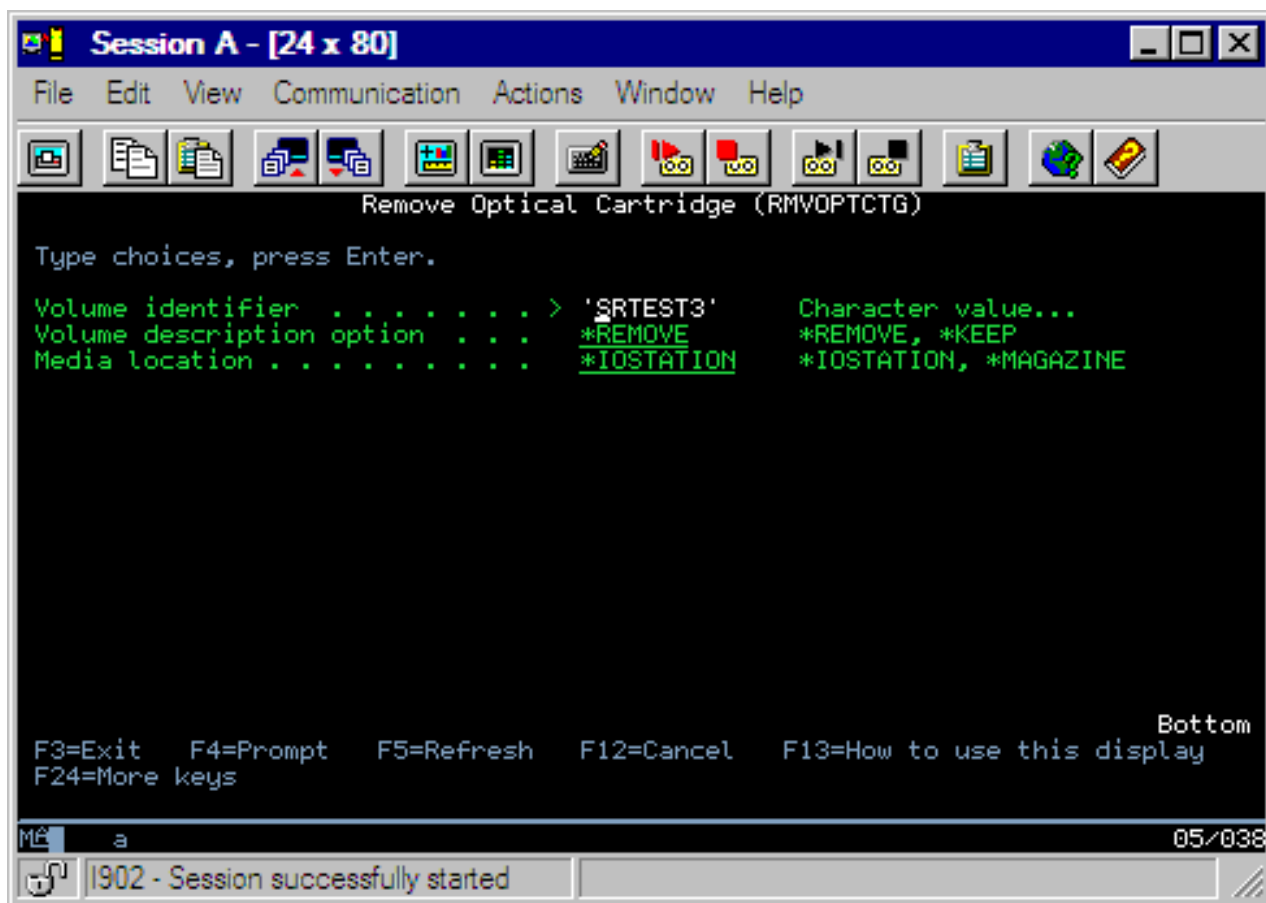 Session A - [24 x 80]
File Edit View Communication Actions Window Help
Remove Optical Cartridge (RMVOPTCTG)
Type choices, press Enter.
Volume identifier . . . . . . . > 'SRTEST3' Character value...
Volume description option . . . *REMOVE *REMOVE, *KEEP
Media location . . . . . . . . . *IOSTATION *IOSTATION, *MAGAZINE
Bottom
F3=Exit F4=Prompt F5=Refresh F12=Cancel F13=How to use this display
F24=More keys
MA a 05/038
I902 - Session successfully started